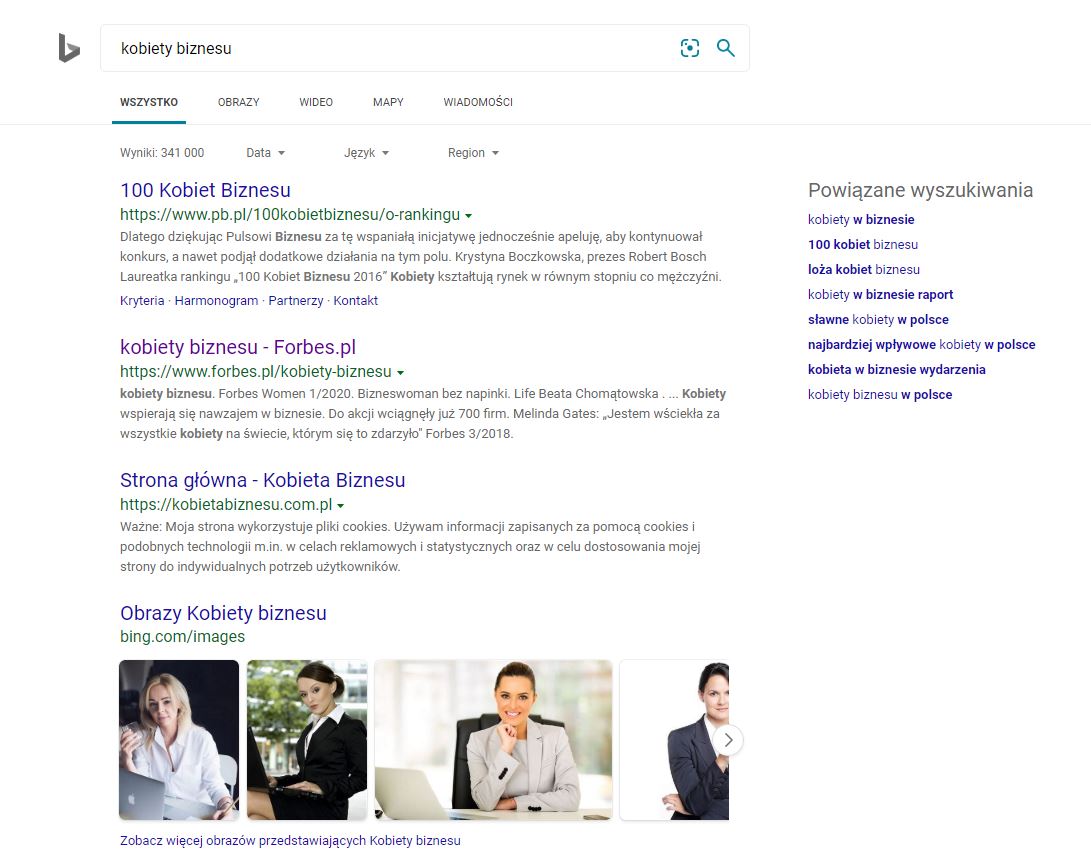 kobiety biznesu
WSZYSTKO OBRAZY WIDEO MAPY WIADOMOŚCI
Wyniki: 341 000 Data Język Region
100 Kobiet Biznesu
https://www.pb.pl/100kobietbiznesu/o-rankingu
Dlatego dziękując Pulsowi Biznesu za tę wspaniałą inicjatywę jednocześnie apeluję, aby kontynuował
konkurs, a nawet podjął dodatkowe działania na tym polu. Krystyna Boczkowska, prezes Robert Bosch
Laureatka rankingu „100 Kobiet Biznesu 2016” Kobiety kształtują rynek w równym stopniu co mężczyźni.
Kryteria · Harmonogram · Partnerzy · Kontakt
kobiety biznesu - Forbes.pl
https://www.forbes.pl/kobiety-biznesu
kobiety biznesu. Forbes Women 1/2020. Bizneswoman bez napinki. Life Beata Chomątowska . ... Kobiety
wspierają się nawzajem w biznesie. Do akcji wciągnęły już 700 firm. Melinda Gates: „Jestem wściekła za
wszystkie kobiety na świecie, którym się to zdarzyło" Forbes 3/2018.
Strona główna - Kobieta Biznesu
https://kobietabiznesu.com.pl
Ważne: Moja strona wykorzystuje pliki cookies. Używam informacji zapisanych za pomocą cookies i
podobnych technologii m.in. w celach reklamowych i statystycznych oraz w celu dostosowania mojej
strony do indywidualnych potrzeb użytkowników.
Obrazy Kobiety biznesu
bing.com/images
Zobacz więcej obrazów przedstawiających Kobiety biznesu
Powiązane wyszukiwania
kobiety w biznesie
100 kobiet biznesu
loża kobiet biznesu
kobiety w biznesie raport
sławne kobiety w polsce
najbardziej wpływowe kobiety w polsce
kobieta w biznesie wydarzenia
kobiety biznesu w polsce